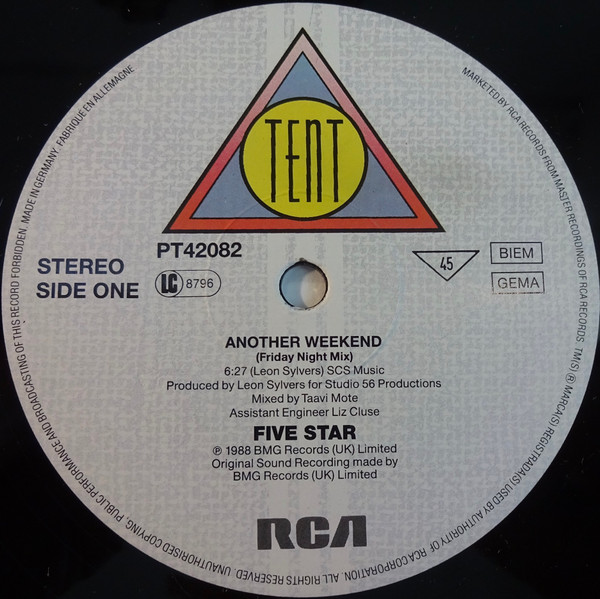 TENT
PT42082
STEREO
SIDE ONE
LC 8796
45
BIEM
GEMA
ANOTHER WEEKEND
(Friday Night Mix)
6:27 (Leon Sylvers) SCS Music
Produced by Leon Sylvers for Studio 56 Productions
Mixed by Taavi Mote
Assistant Engineer Liz Cluse
FIVE STAR
℗ 1988 BMG Records (UK) Limited
Original Sound Recording made by
BMG Records (UK) Limited
RCA
MARKETED BY RCA RECORDS FROM MASTER RECORDINGS OF RCA RECORDS. TM(S) ® MARCA(S) REGISTRADA(S) USED BY AUTHORITY OF RCA CORPORATION. ALL RIGHTS RESERVED. UNAUTHORISED COPYING, PUBLIC PERFORMANCE AND BROADCASTING OF THIS RECORD FORBIDDEN. MADE IN GERMANY. FABRIQUE EN ALLEMAGNE